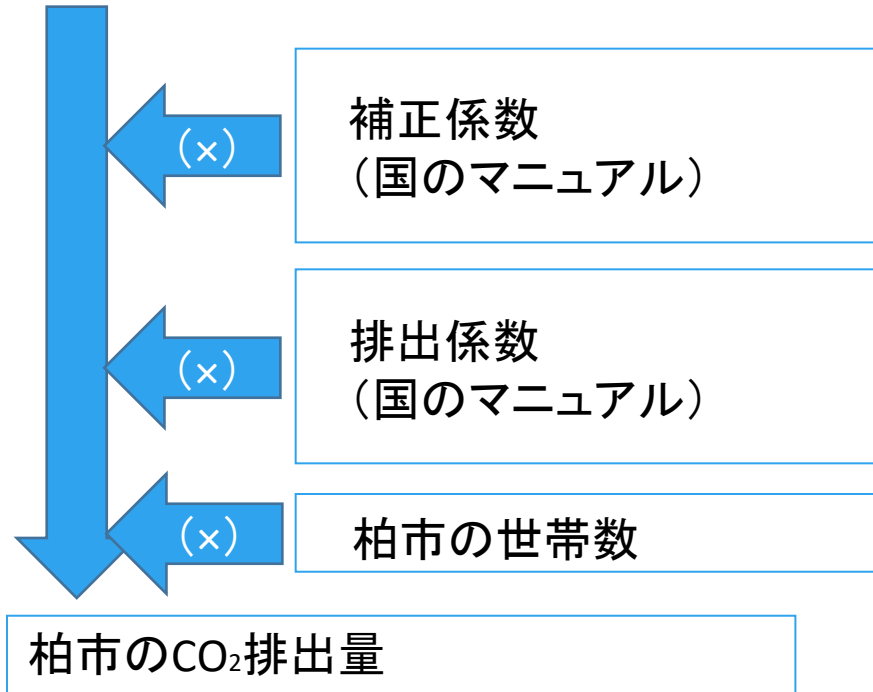 (×)
補正係数
(国のマニュアル)
(×)
排出係数
(国のマニュアル)
(×)
柏市の世帯数
柏市のCO₂排出量